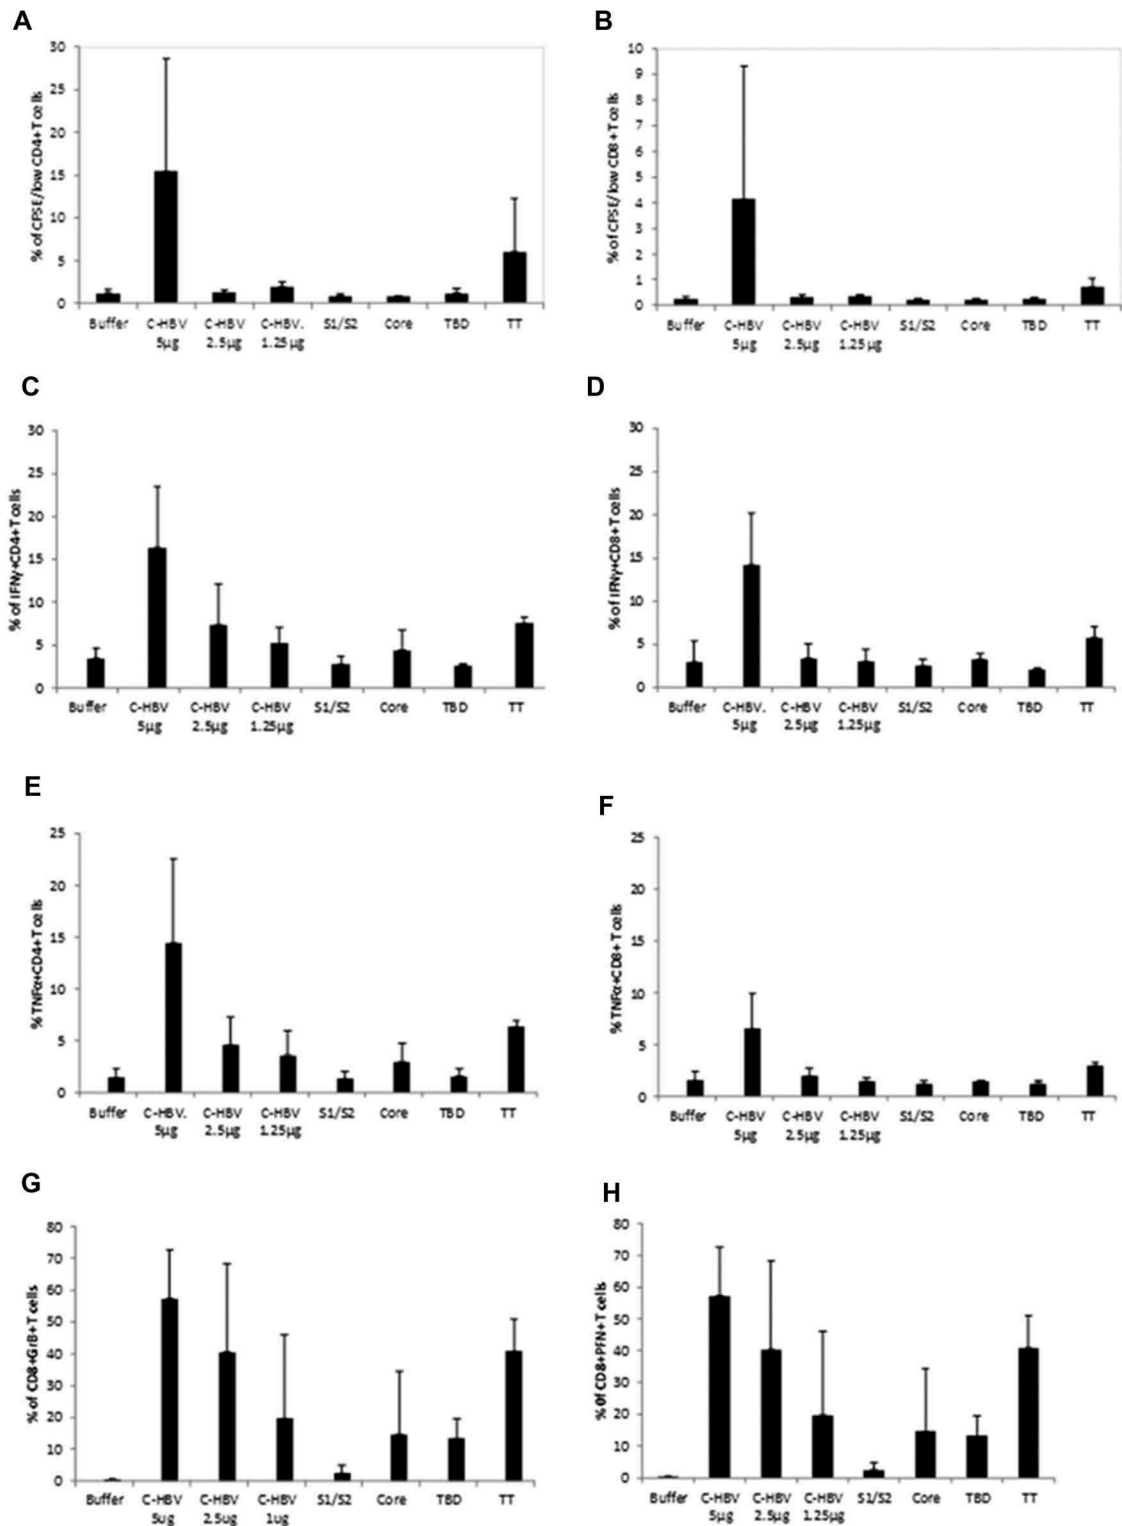 A
% of CFSE/low CD4+ T cells
30
25
20
15
10
5
0
Buffer C-HBV C-HBV C-HBV. S1/S2 Core TBD TT
5µg 2.5µg 1.25µg
B
% of CFSE/low CD8+ T cells
10
9
8
7
6
5
4
3
2
1
0
Buffer C-HBV C-HBV C-HBV S1/S2 Core TBD TT
5µg 2.5µg 1.25µg
C
% of IFNγ+CD4+ T cells
30
25
20
15
10
5
0
Buffer C-HBV C-HBV C-HBV S1/S2 Core TBD TT
5µg 2.5µg 1.25µg
D
% of IFNγ+CD8+ T cells
30
25
20
15
10
5
0
Buffer C-HBV. C-HBV C-HBV S1/S2 Core TBD TT
5µg 2.5µg 1.25µg
E
% TNFα+CD4+ T cells
25
20
15
10
5
0
Buffer C-HBV. C-HBV C-HBV S1/S2 Core TBD TT
5µg 2.5µg 1.25µg
F
% TNFα+CD8+ T cells
25
20
15
10
5
0
Buffer C-HBV C-HBV C-HBV S1/S2 Core TBD TT
5µg 2.5µg 1.25µg
G
% of CD8+GrB+T cells
80
70
60
50
40
30
20
10
0
Buffer C-HBV C-HBV C-HBV S1/S2 Core TBD TT
5ug 2.5ug 1ug
H
% Of CD8+PFN+T cells
80
70
60
50
40
30
20
10
0
Buffer C-HBV C-HBV C-HBV S1/S2 Core TBD TT
5µg 2.5µg 1.25µg